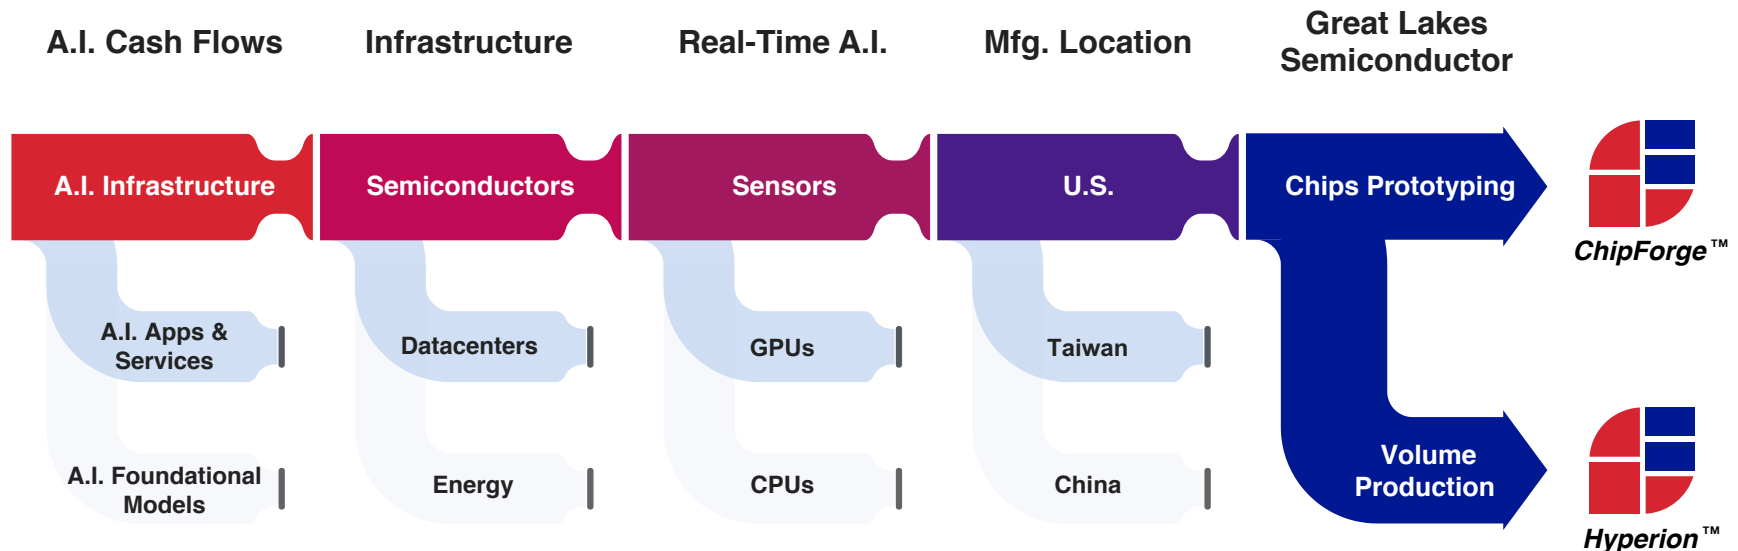 A.I. Cash Flows
Infrastructure
Real-Time A.I.
Mfg. Location
Great Lakes
Semiconductor
A.I. Infrastructure
Semiconductors
Sensors
U.S.
Chips Prototyping
ChipForge™
A.I. Apps &
Services
Datacenters
GPUs
Taiwan
A.I. Foundational
Models
Energy
CPUs
China
Volume
Production
Hyperion™